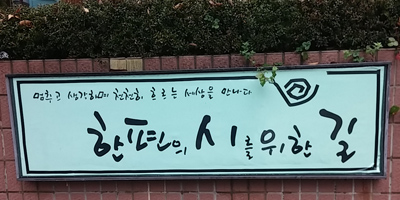 멈추고 생각하며 천천히 흐르는 세상을 만나다
한편의 시를 위한 길